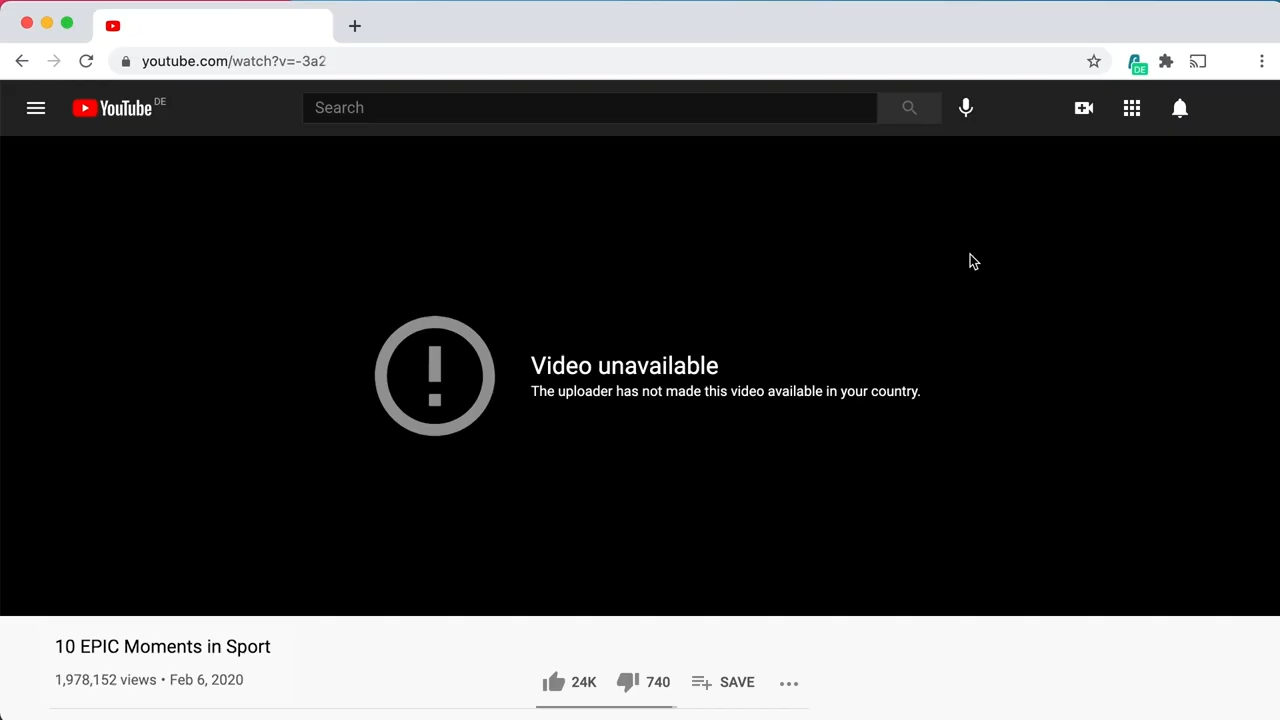 youtube.com/watch?v=-3a2
DE
YouTube DE
Search
Video unavailable
The uploader has not made this video available in your country.
10 EPIC Moments in Sport
1,978,152 views • Feb 6, 2020
24K 740 SAVE